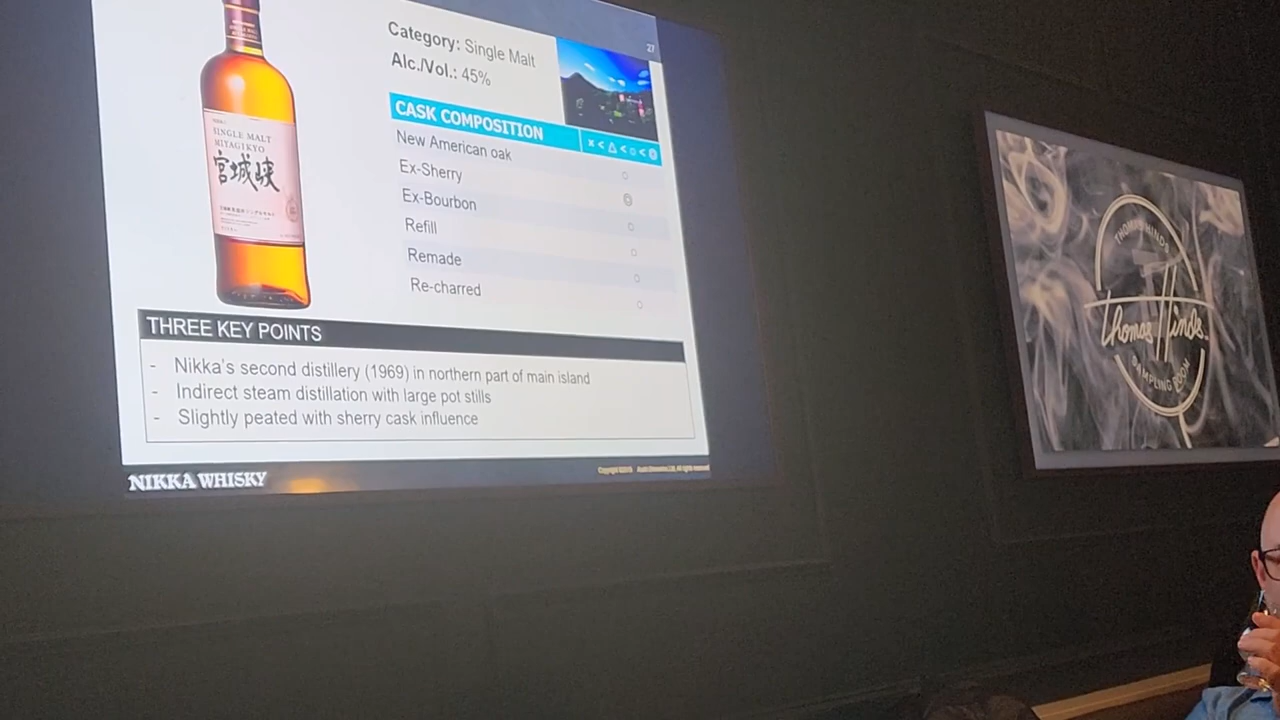 27
Category: Single Malt
Alc./Vol.: 45%
CASK COMPOSITION
New American oak
Ex-Sherry
Ex-Bourbon
Refill
Remade
Re-charred
SINGLE MALT
MIYAGIKYO
宮城峡
THREE KEY POINTS
- Nikka's second distillery (1969) in northern part of main island
- Indirect steam distillation with large pot stills
- Slightly peated with sherry cask influence
NIKKA WHISKY
THOMAS HINDS
TH
Thomas Hinds
SAMPLING ROOM